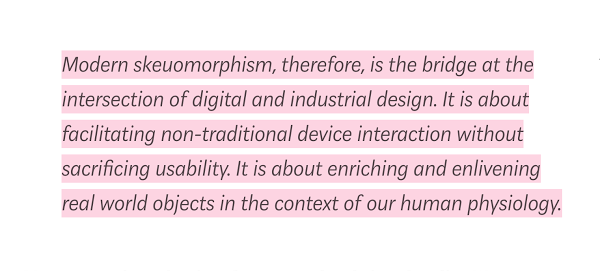 Modern skeuomorphism, therefore, is the bridge at the
intersection of digital and industrial design. It is about
facilitating non-traditional device interaction without
sacrificing usability. It is about enriching and enlivening
real world objects in the context of our human physiology.